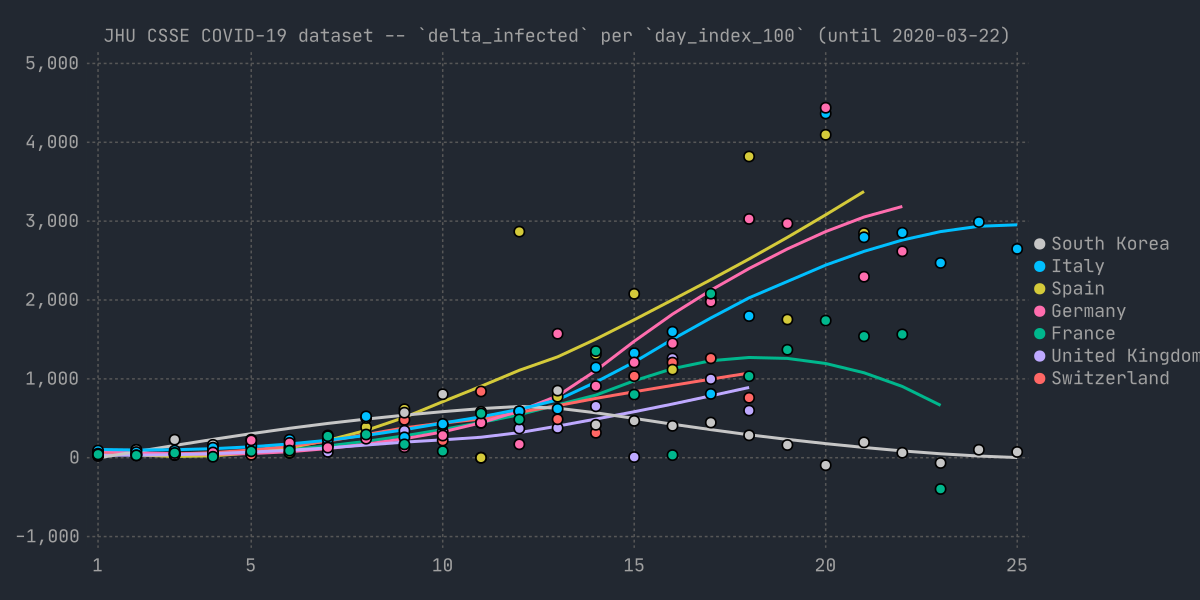 JHU CSSE COVID-19 dataset -- `delta_infected` per `day_index_100` (until 2020-03-22)
5,000
4,000
3,000
2,000
1,000
0
-1,000
1 5 10 15 20 25
South Korea
Italy
Spain
Germany
France
United Kingdom
Switzerland